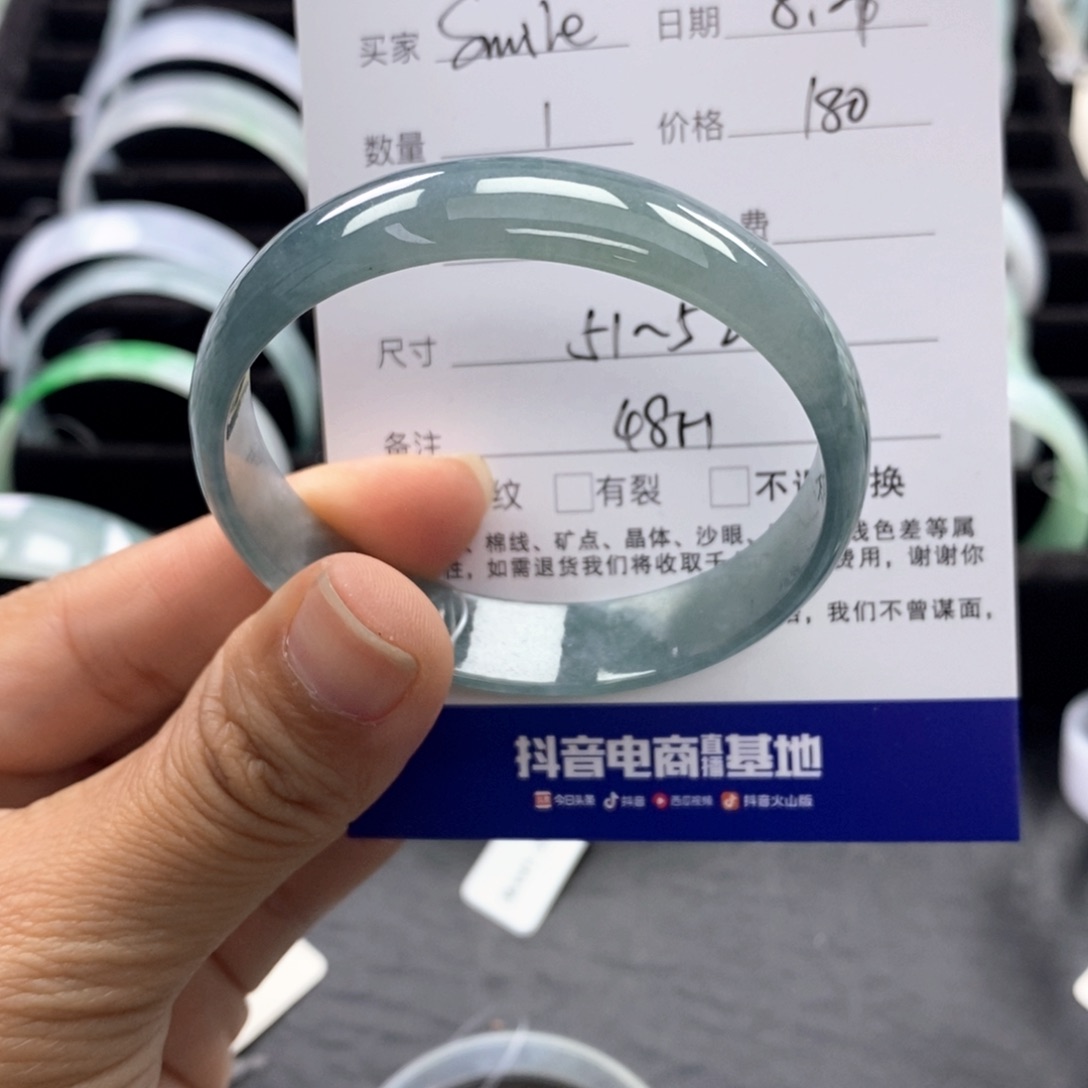 买家 Smile 日期
数量 1 价格 180
费
尺寸 51~5
备注 48H
纹 有裂 换
棉线、矿点、晶体、沙眼、 色差等属
性，如需退货我们将收取 费用，谢谢你
我们不曾谋面，
抖音电商直播基地
今日头条 抖音 西瓜视频 抖音火山版